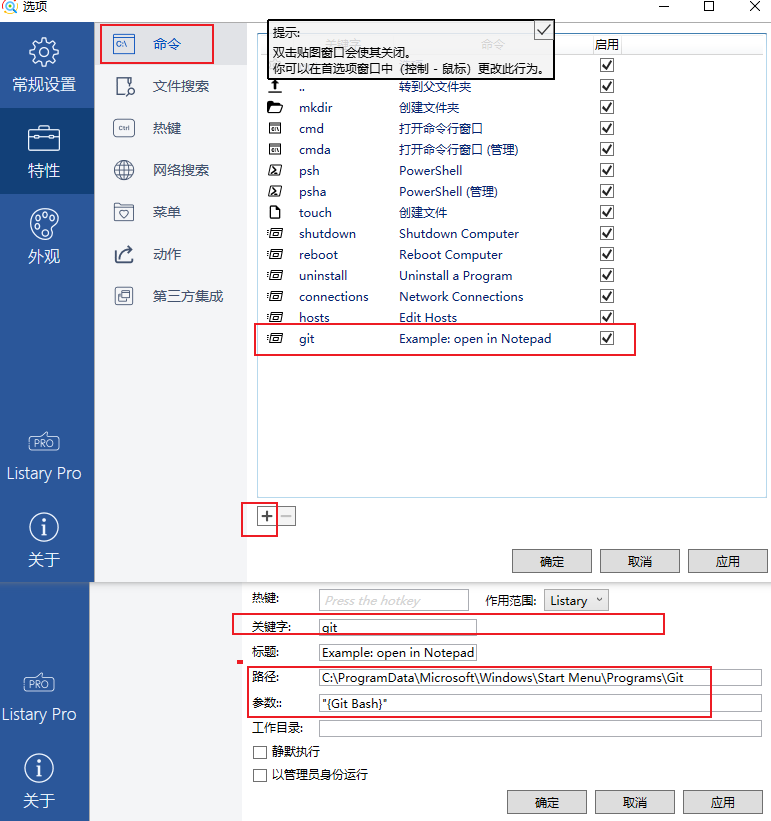 选项
常规设置
特性
外观
PRO
Listary Pro
关于
C:\ 命令
文件搜索
Ctrl 热键
网络搜索
菜单
动作
第三方集成
提示:
双击贴图窗口会使其关闭。
你可以在首选项窗口中（控制 - 鼠标）更改此行为。
关键字 命令 启用
.. 转到父文件夹
mkdir 创建文件夹
cmd 打开命令行窗口
cmda 打开命令行窗口 (管理)
psh PowerShell
psha PowerShell (管理)
touch 创建文件
shutdown Shutdown Computer
reboot Reboot Computer
uninstall Uninstall a Program
connections Network Connections
hosts Edit Hosts
git Example: open in Notepad
确定 取消 应用
PRO
Listary Pro
关于
热键: Press the hotkey 作用范围: Listary
关键字: git
标题: Example: open in Notepad
路径: C:\ProgramData\Microsoft\Windows\Start Menu\Programs\Git
参数:: "{Git Bash}"
工作目录:
静默执行
以管理员身份运行
确定 取消 应用